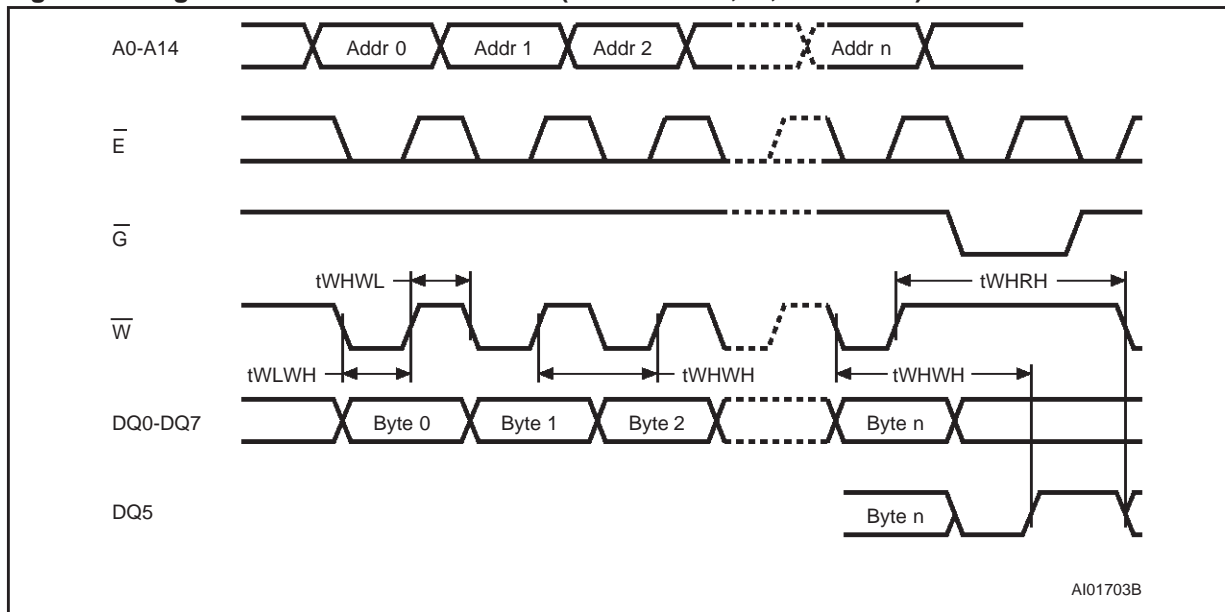 A0-A14
Addr 0
Addr 1
Addr 2
Addr n
E
G
tWHWL
tWHRH
W
tWLWH
tWHWH
tWHWH
DQ0-DQ7
Byte 0
Byte 1
Byte 2
Byte n
DQ5
Byte n
AI01703B